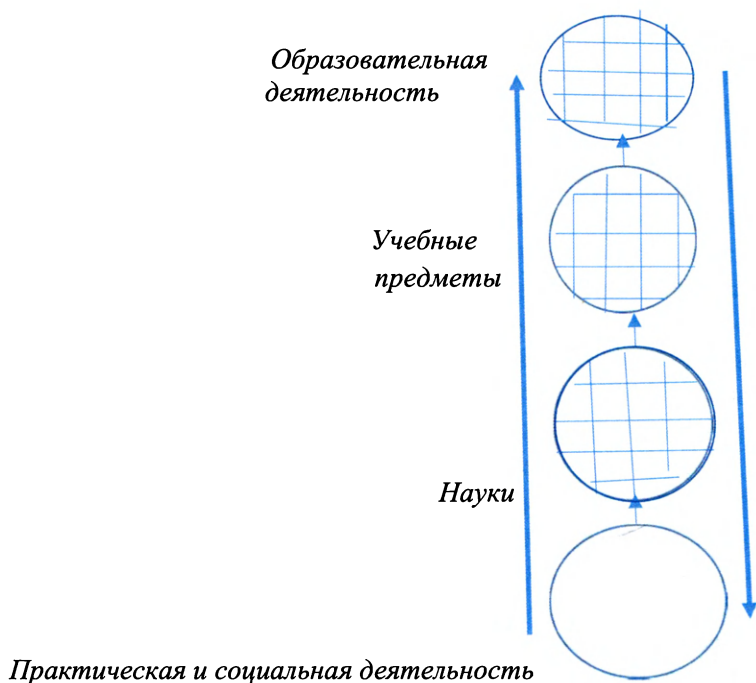 Образовательная
деятельность
Учебные
предметы
Науки
Практическая и социальная деятельность